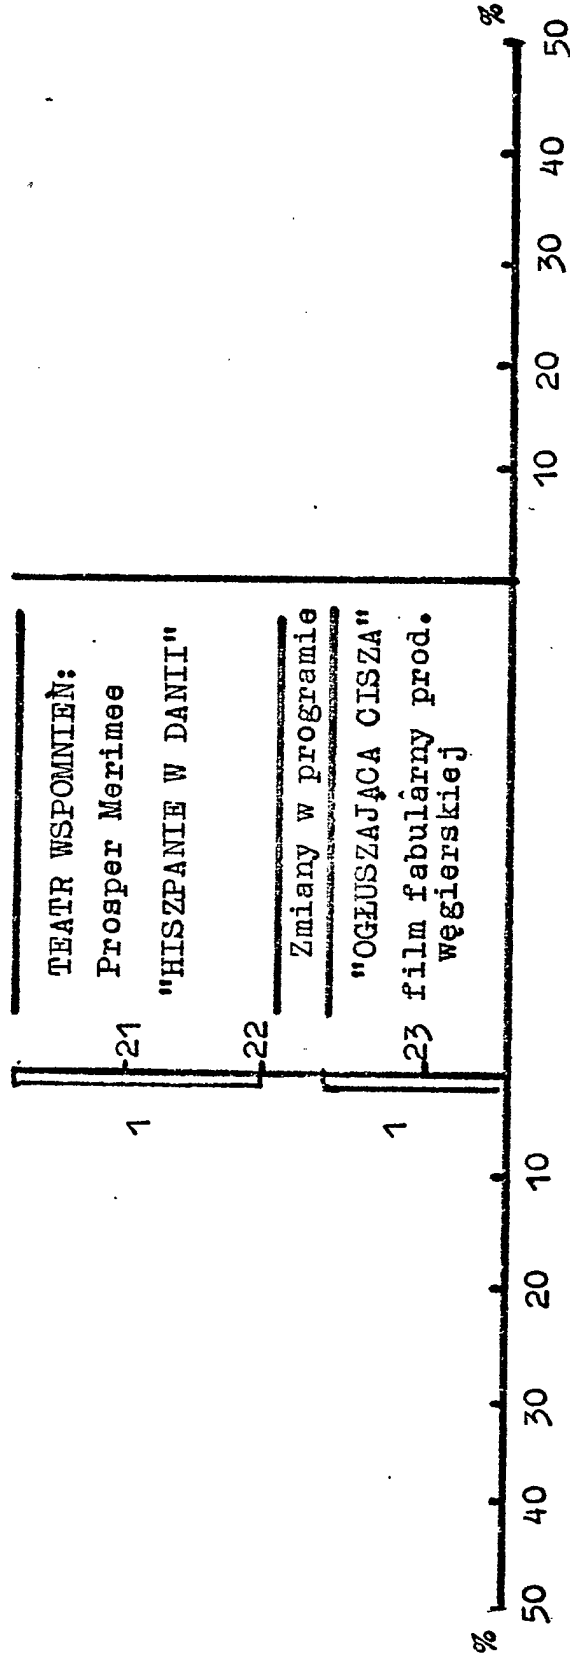 TEATR WSPOMNIEŃ:
Prosper Merimee
"HISZPANIE W DANII"
21
1
22
Zmiany w programie
"OGŁUSZAJĄCA CISZA"
film fabularny prod.
węgierskiej
23
1
% 50 40 30 20 10 10 20 30 40 50 %